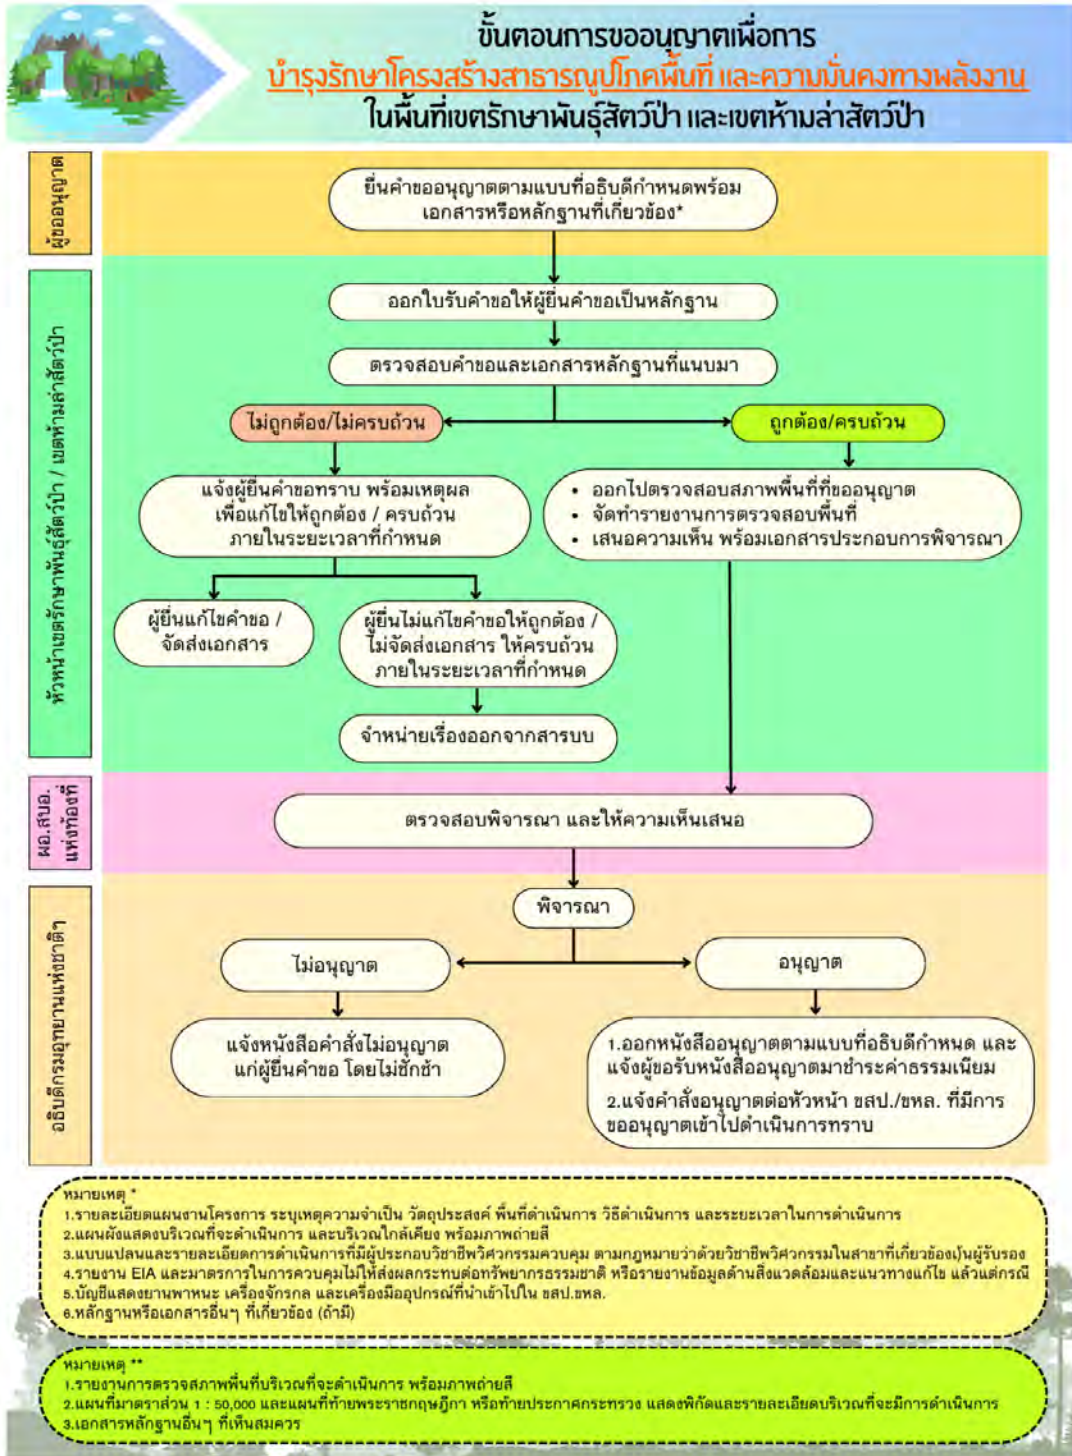 ขั้นตอนการขออนุญาตเพื่อการ
บำรุงรักษาโครงสร้างสาธารณูปโภคพื้นที่ และความมั่นคงทางพลังงาน
ในพื้นที่เขตรักษาพันธุ์สัตว์ป่า และเขตห้ามล่าสัตว์ป่า
ผู้ขออนุญาต
ยื่นคำขออนุญาตตามแบบที่อธิบดีกำหนดพร้อม
เอกสารหรือหลักฐานที่เกี่ยวข้อง*
หัวหน้าเขตรักษาพันธุ์สัตว์ป่า / เขตห้ามล่าสัตว์ป่า
ออกใบรับคำขอให้ผู้ยื่นคำขอเป็นหลักฐาน
ตรวจสอบคำขอและเอกสารหลักฐานที่แนบมา
ไม่ถูกต้อง/ไม่ครบถ้วน
ถูกต้อง/ครบถ้วน
แจ้งผู้ยื่นคำขอทราบ พร้อมเหตุผล
เพื่อแก้ไขให้ถูกต้อง / ครบถ้วน
ภายในระยะเวลาที่กำหนด
• ออกไปตรวจสอบสภาพพื้นที่ที่ขออนุญาต
• จัดทำรายงานการตรวจสอบพื้นที่
• เสนอความเห็น พร้อมเอกสารประกอบการพิจารณา
ผู้ยื่นแก้ไขคำขอ /
จัดส่งเอกสาร
ผู้ยื่นไม่แก้ไขคำขอให้ถูกต้อง /
ไม่จัดส่งเอกสาร ให้ครบถ้วน
ภายในระยะเวลาที่กำหนด
จำหน่ายเรื่องออกจากสารบบ
ผอ.สบอ.
แห่งท้องที่
ตรวจสอบพิจารณา และให้ความเห็นเสนอ
อธิบดีกรมอุทยานแห่งชาติฯ
พิจารณา
ไม่อนุญาต
อนุญาต
แจ้งหนังสือคำสั่งไม่อนุญาต
แก่ผู้ยื่นคำขอ โดยไม่ชักช้า
1.ออกหนังสืออนุญาตตามแบบที่อธิบดีกำหนด และ
แจ้งผู้ขอรับหนังสืออนุญาตมาชำระค่าธรรมเนียม
2.แจ้งคำสั่งอนุญาตต่อหัวหน้า ขสป./ขหล. ที่มีการ
ขออนุญาตเข้าไปดำเนินการทราบ
หมายเหตุ *
1.รายละเอียดแผนงานโครงการ ระบุเหตุความจำเป็น วัตถุประสงค์ พื้นที่ดำเนินการ วิธีดำเนินการ และระยะเวลาในการดำเนินการ
2.แผนผังแสดงบริเวณที่จะดำเนินการ และบริเวณใกล้เคียง พร้อมภาพถ่ายสี
3.แบบแปลนและรายละเอียดการดำเนินการที่มีผู้ประกอบวิชาชีพวิศวกรรมควบคุม ตามกฎหมายว่าด้วยวิชาชีพวิศวกรรมในสาขาที่เกี่ยวข้องเป็นผู้รับรอง
4.รายงาน EIA และมาตรการในการควบคุมไม่ให้ส่งผลกระทบต่อทรัพยากรธรรมชาติ หรือรายงานข้อมูลด้านสิ่งแวดล้อมและแนวทางแก้ไข แล้วแต่กรณี
5.บัญชีแสดงยานพาหนะ เครื่องจักรกล และเครื่องมืออุปกรณ์ที่นำเข้าไปใน ขสป.ขหล.
6.หลักฐานหรือเอกสารอื่นๆ ที่เกี่ยวข้อง (ถ้ามี)
หมายเหตุ **
1.รายงานการตรวจสภาพพื้นที่บริเวณที่จะดำเนินการ พร้อมภาพถ่ายสี
2.แผนที่มาตราส่วน 1 : 50,000 และแผนที่ท้ายพระราชกฤษฎีกา หรือท้ายประกาศกระทรวง แสดงพิกัดและรายละเอียดบริเวณที่จะมีการดำเนินการ
3.เอกสารหลักฐานอื่นๆ ที่เห็นสมควร